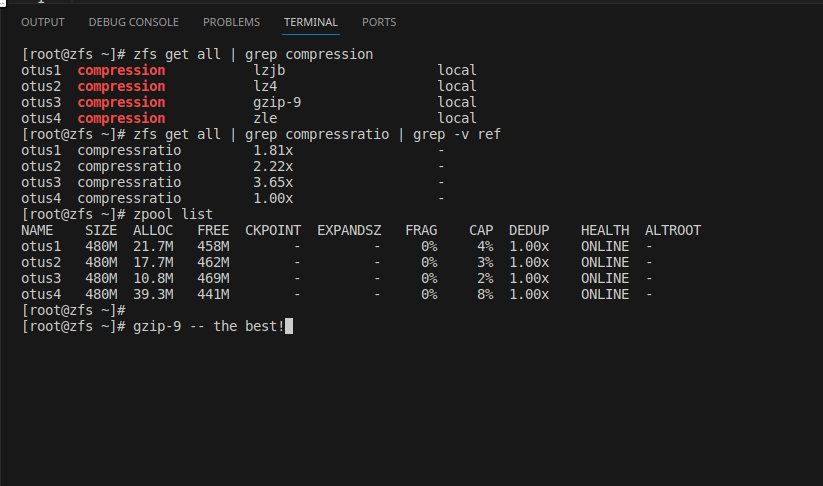 1
OUTPUT DEBUG CONSOLE PROBLEMS TERMINAL PORTS
[root@zfs ~]# zfs get all | grep compression
otus1  compression           lzjb                   local
otus2  compression           lz4                    local
otus3  compression           gzip-9                 local
otus4  compression           zle                    local
[root@zfs ~]# zfs get all | grep compressratio | grep -v ref
otus1  compressratio         1.81x                  -
otus2  compressratio         2.22x                  -
otus3  compressratio         3.65x                  -
otus4  compressratio         1.00x                  -
[root@zfs ~]# zpool list
NAME    SIZE  ALLOC   FREE  CKPOINT  EXPANDSZ   FRAG    CAP  DEDUP    HEALTH  ALTROOT
otus1   480M  21.7M   458M        -         -     0%     4%  1.00x    ONLINE  -
otus2   480M  17.7M   462M        -         -     0%     3%  1.00x    ONLINE  -
otus3   480M  10.8M   469M        -         -     0%     2%  1.00x    ONLINE  -
otus4   480M  39.3M   441M        -         -     0%     8%  1.00x    ONLINE  -
[root@zfs ~]#
[root@zfs ~]# gzip-9 -- the best!